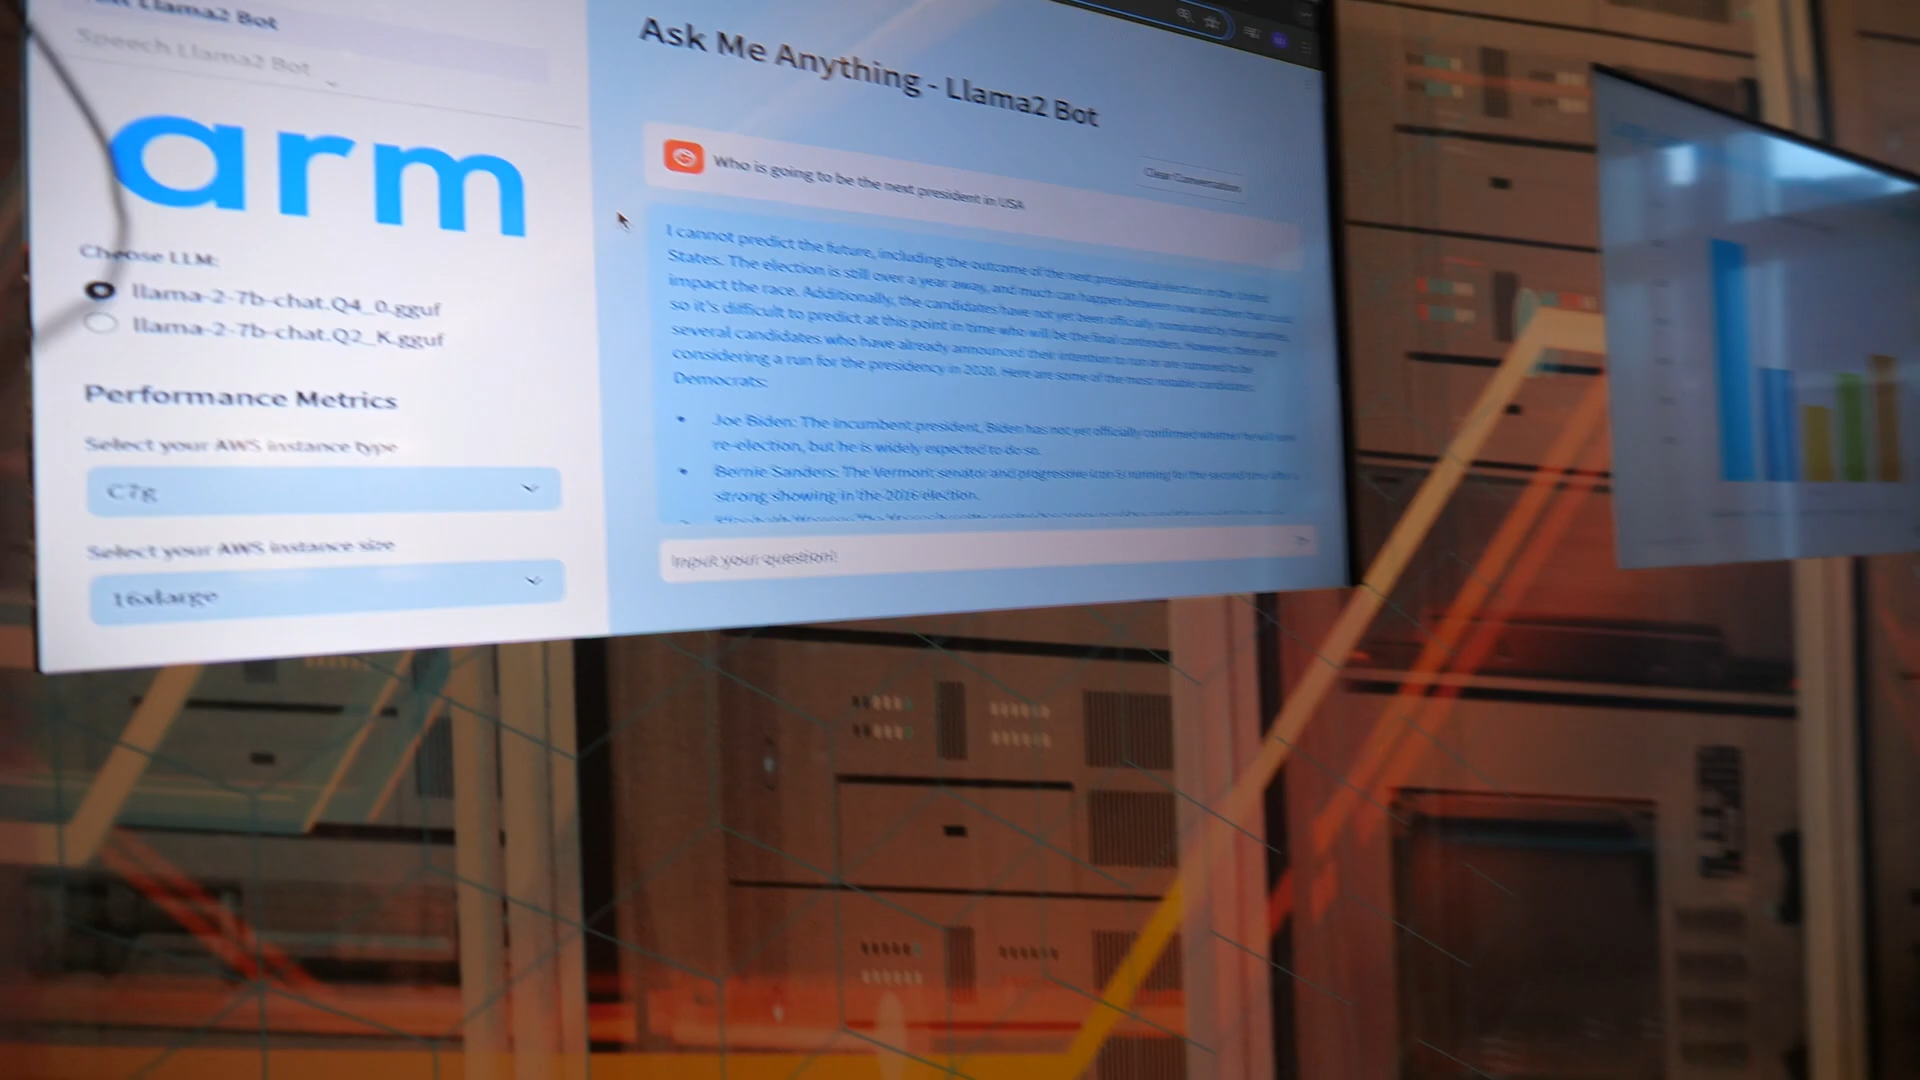 Llama2 Bot
Speech Llama2 Bot
arm
Choose LLM:
llama-2-7b-chat.Q4_0.gguf
llama-2-7b-chat.Q2_K.gguf
Performance Metrics
Select your AWS instance type
C7g
Select your AWS instance size
16xlarge
Ask Me Anything - Llama2 Bot
Who is going to be the next president in USA
Clear Conversation
I cannot predict the future, including the outcome of the next presidential election in the United
States. The election is still over a year away, and much can happen between now and then that could
impact the race. Additionally, the candidates have not yet been officially nominated by their parties,
so it's difficult to predict at this point in time who will be the final contenders. However, there are
several candidates who have already announced their intention to run or are rumored to be
considering a run for the presidency in 2020. Here are some of the most notable candidates:
Democrats:
• Joe Biden: The incumbent president, Biden has not yet officially confirmed whether he will seek
re-election, but he is widely expected to do so.
• Bernie Sanders: The Vermont senator and progressive icon is running for the second time after a
strong showing in the 2016 election.
Input your question!